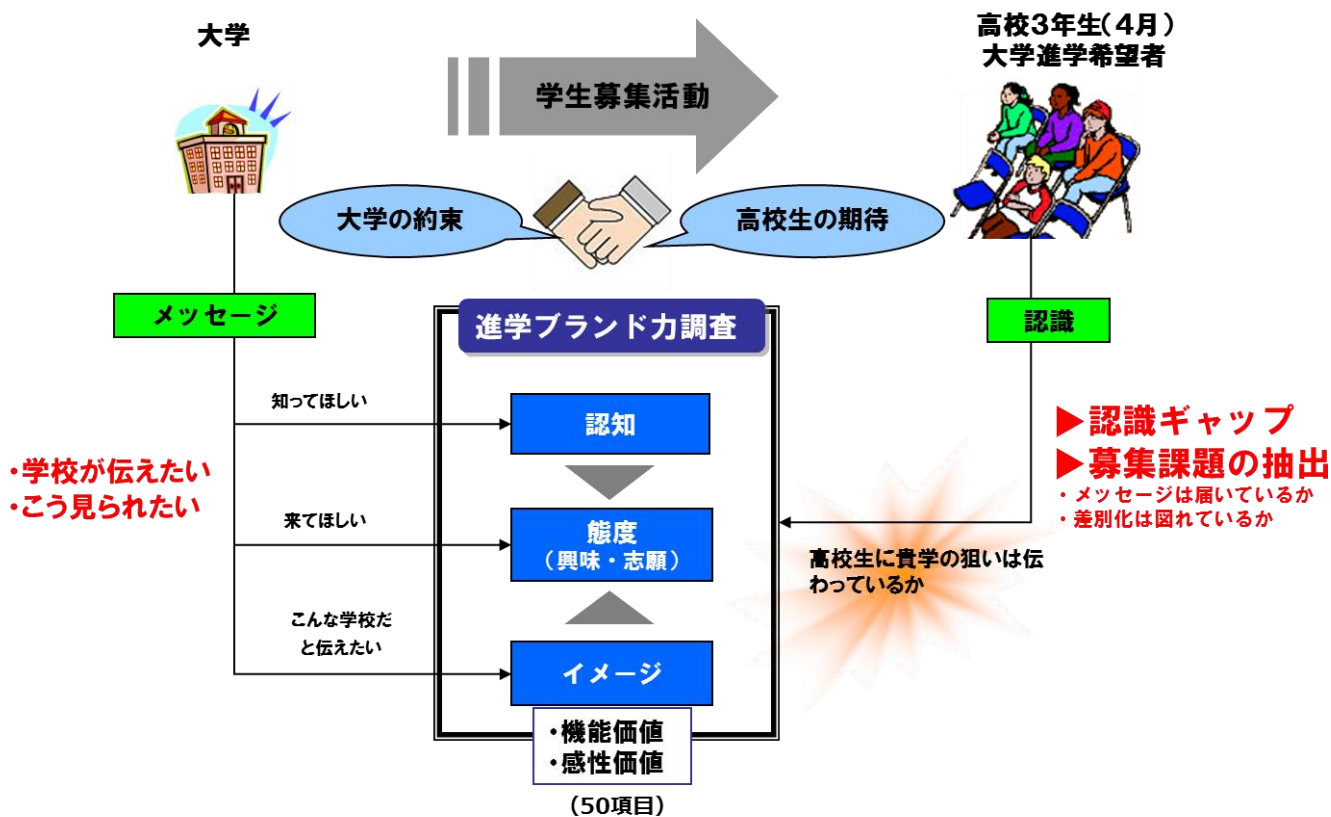 大学
高校3年生(4月)
大学進学希望者
学生募集活動
大学の約束
高校生の期待
メッセージ
進学ブランド力調査
認識
知ってほしい
認知
・学校が伝えたい
・こう見られたい
来てほしい
態度
(興味・志願)
こんな学校だ
と伝えたい
イメージ
・機能価値
・感性価値
(50項目)
▶認識ギャップ
▶募集課題の抽出
・メッセージは届いているか
・差別化は図れているか
高校生に貴学の狙いは伝
わっているか